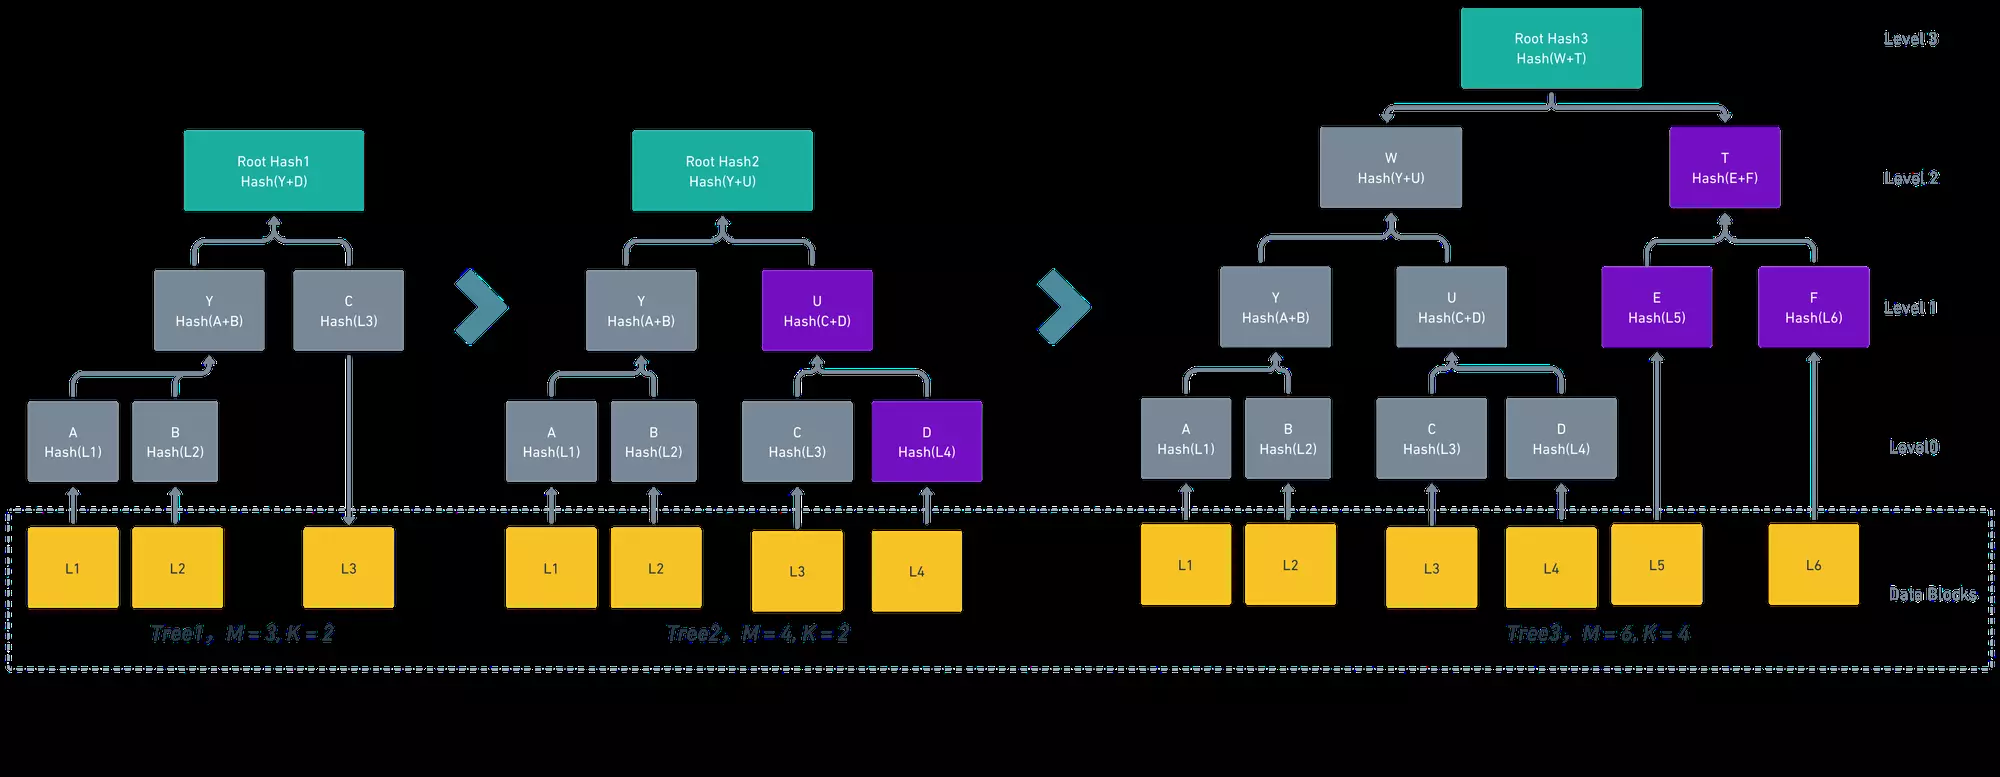 Root Hash3
Hash(W+T)
Level 3
Root Hash1
Hash(Y+D)
Root Hash2
Hash(Y+U)
W
Hash(Y+U)
T
Hash(E+F)
Level 2
Y
Hash(A+B)
C
Hash(L3)
Y
Hash(A+B)
U
Hash(C+D)
Y
Hash(A+B)
U
Hash(C+D)
E
Hash(L5)
F
Hash(L6)
Level 1
A
Hash(L1)
B
Hash(L2)
A
Hash(L1)
B
Hash(L2)
C
Hash(L3)
D
Hash(L4)
A
Hash(L1)
B
Hash(L2)
C
Hash(L3)
D
Hash(L4)
Level0
L1
L2
L3
L1
L2
L3
L4
L1
L2
L3
L4
L5
L6
Data Blocks
Tree1，M = 3, K = 2
Tree2，M = 4, K = 2
Tree3，M = 6, K = 4